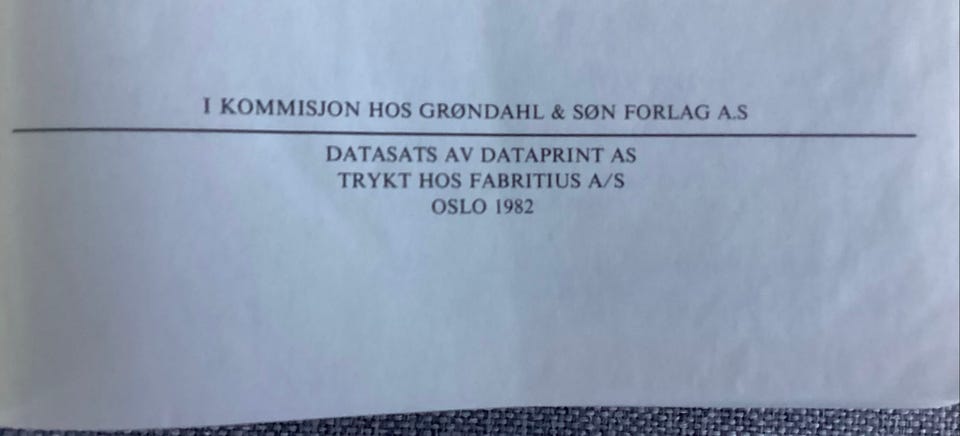 I KOMMISJON HOS GRØNDAHL & SØN FORLAG A.S
DATASATS AV DATAPRINT AS
TRYKT HOS FABRITIUS A/S
OSLO 1982